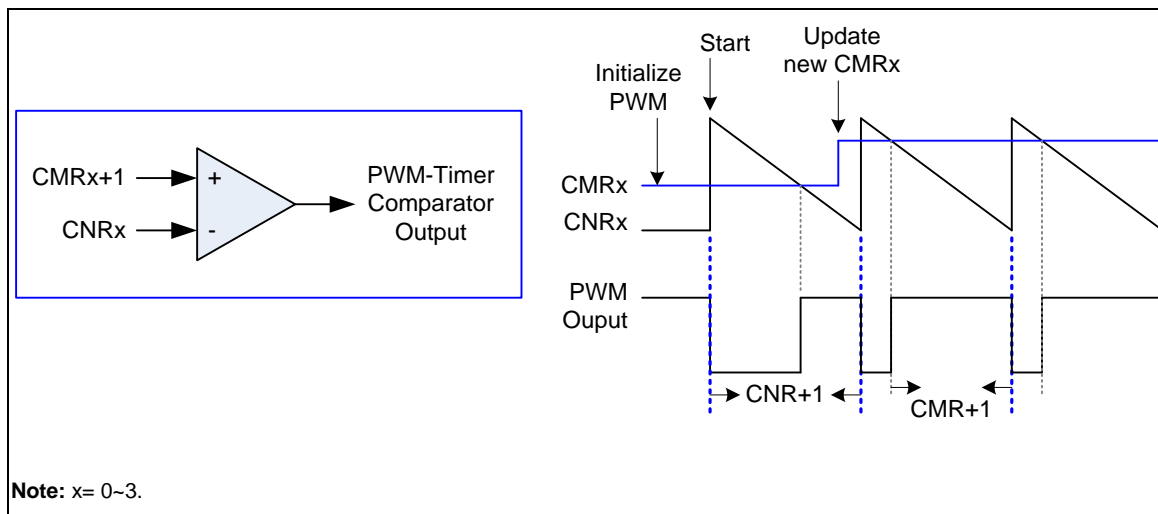 CMRx+1
CNRx
+
-
PWM-Timer
Comparator
Output
Start
Update
new CMRx
Initialize
PWM
CMRx
CNRx
PWM
Ouput
CNR+1
CMR+1
Note: x= 0~3.